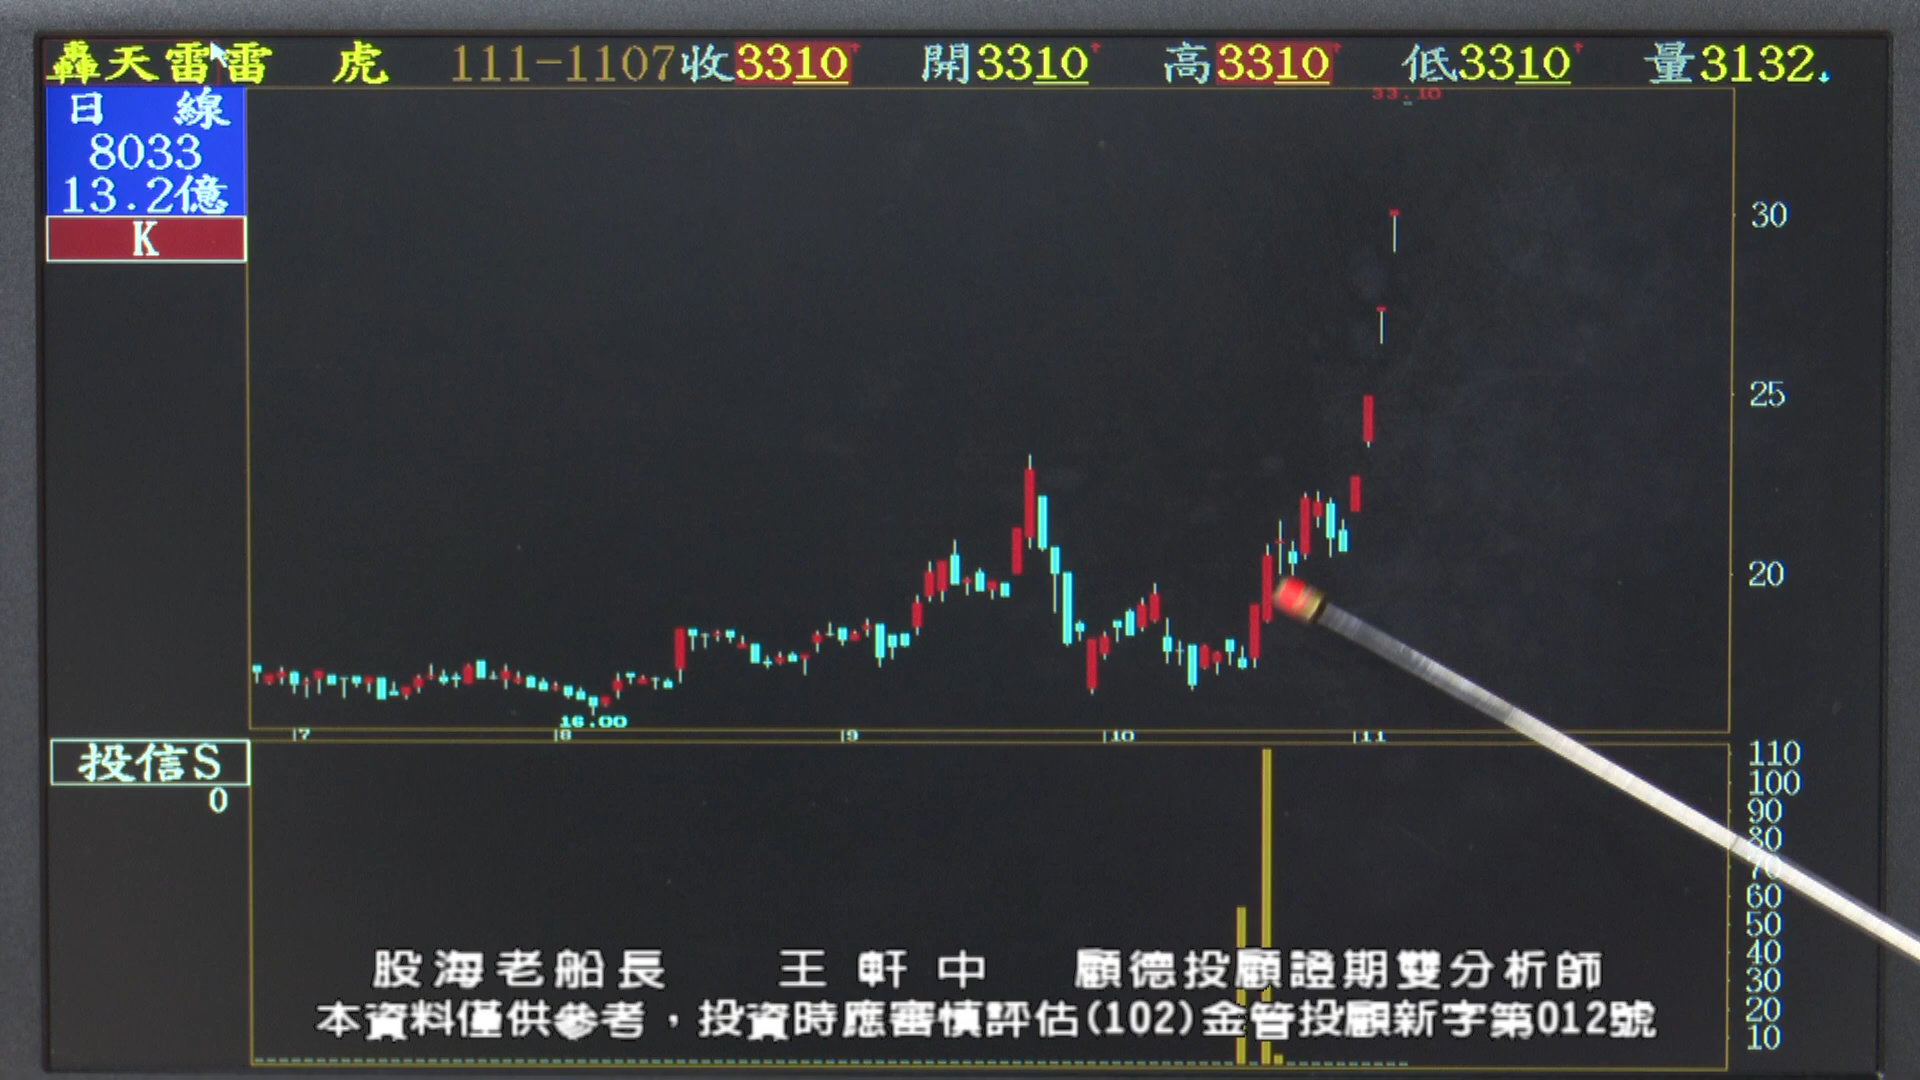 轟天雷雷 虎 111-1107收3310 開3310 高3310 低3310 量3132
日 線
8033
13.2億
K
33.10
30
25
20
16.00
7 8 9 10 11
投信S
0
110
100
90
80
70
60
50
40
30
20
10
股海老船長 王軒中 顧德投顧證期雙分析師
本資料僅供參考，投資時應審慎評估(102)金管投顧新字第012號